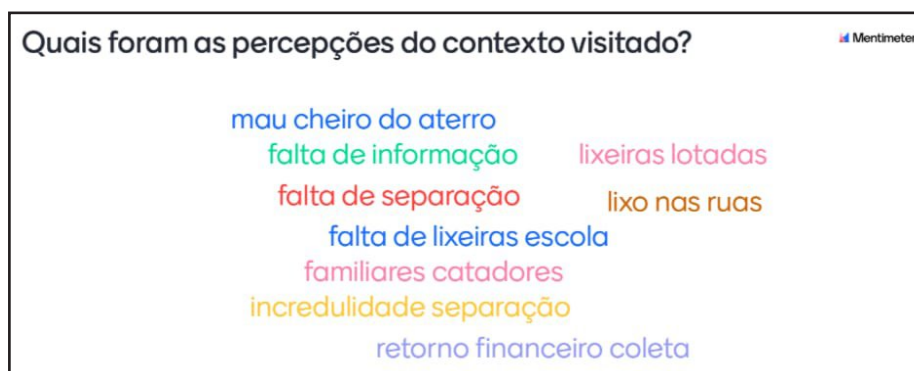 Quais foram as percepções do contexto visitado?
Mentimeter
mau cheiro do aterro
falta de informação
lixeiras lotadas
falta de separação
lixo nas ruas
falta de lixeiras escola
familiares catadores
incredulidade separação
retorno financeiro coleta